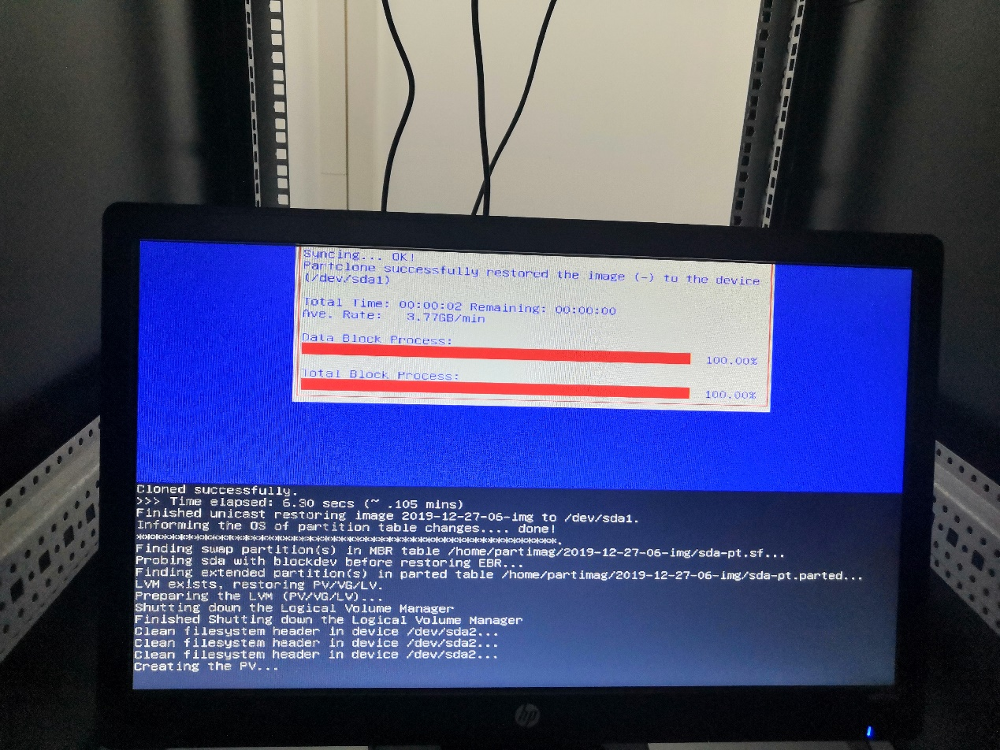 Syncing... OK!
Partclone successfully restored the image (-) to the device
(/dev/sda1)
Total Time: 00:00:02 Remaining: 00:00:00
Ave. Rate: 3.77GB/min
Data Block Process:
100.00%
Total Block Process:
100.00%
Cloned successfully.
>>> Time elapsed: 6.30 secs (~ .105 mins)
Finished unicast restoring image 2019-12-27-06-img to /dev/sda1.
Informing the OS of partition table changes.... done!
*****************************************************.
Finding swap partition(s) in MBR table /home/partimag/2019-12-27-06-img/sda-pt.sf...
Probing sda with blockdev before restoring EBR...
Finding extended partition(s) in parted table /home/partimag/2019-12-27-06-img/sda-pt.parted...
LVM exists, restoring PV/VG/LV.
Preparing the LVM (PV/VG/LV)...
Shutting down the Logical Volume Manager
Finished Shutting down the Logical Volume Manager
Clean filesystem header in device /dev/sda2...
Clean filesystem header in device /dev/sda2...
Clean filesystem header in device /dev/sda2...
Creating the PV...
hp